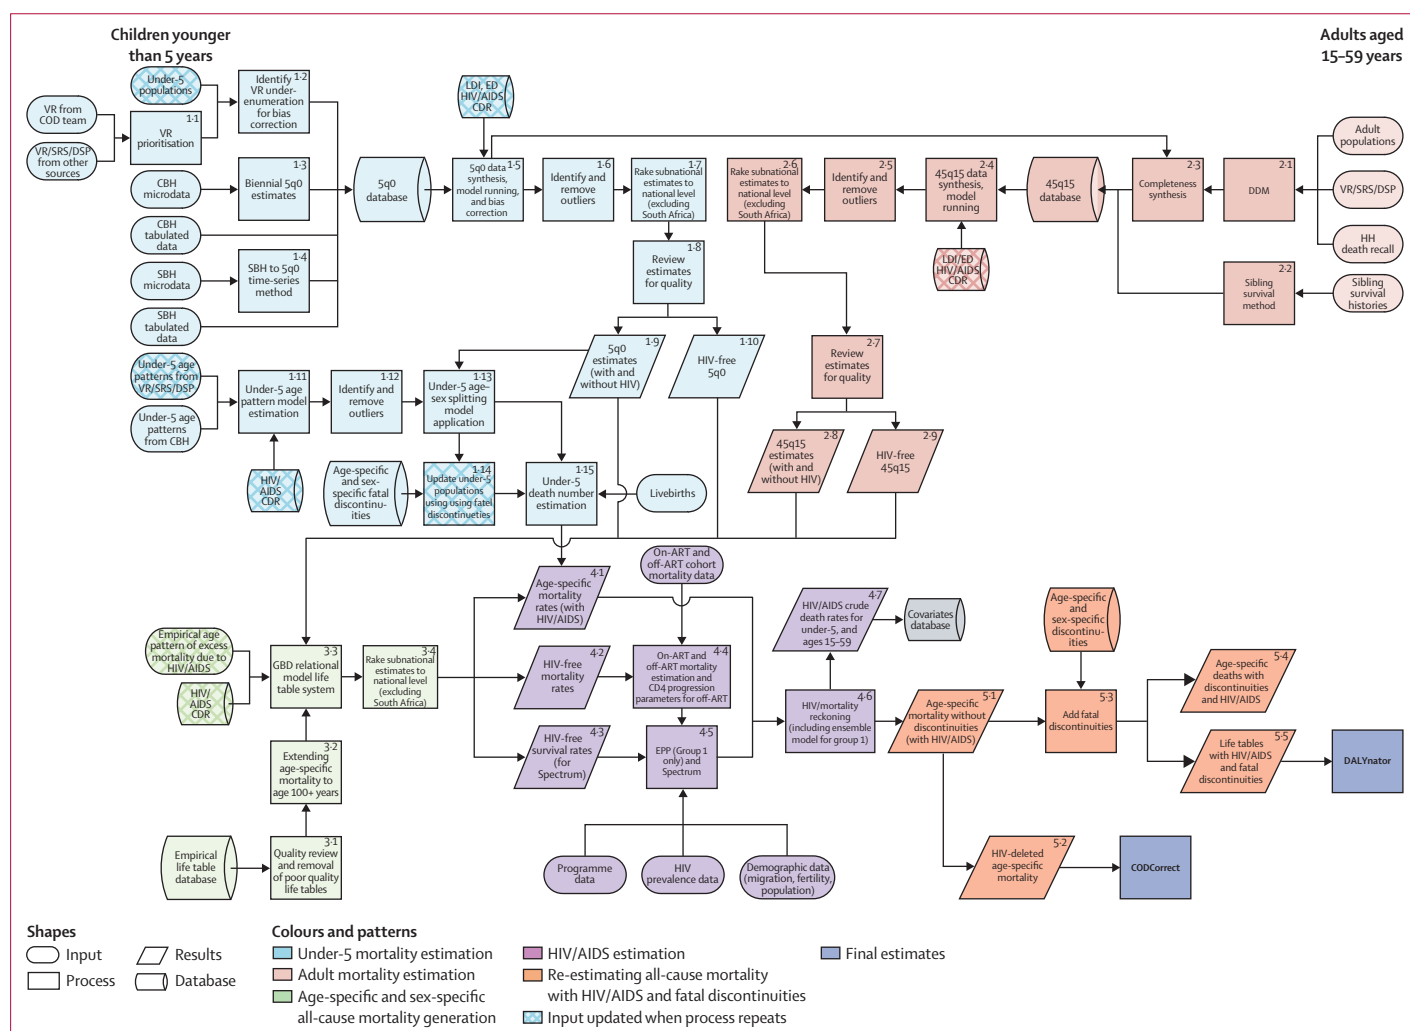 Children younger
than 5 years
Adults aged
15–59 years
Under-5
populations
VR from
COD team
VR/SRS/DSP
from other
sources
1·1
VR
prioritisation
1·2
Identify
VR under-
enumeration
for bias
correction
CBH
microdata
1·3
Biennial 5q0
estimates
CBH
tabulated
data
SBH
microdata
1·4
SBH to 5q0
time-series
method
SBH
tabulated
data
5q0
database
LDI, ED
HIV/AIDS
CDR
1·5
5q0 data
synthesis,
model running,
and bias
correction
1·6
Identify and
remove
outliers
1·7
Rake subnational
estimates to
national level
(excluding
South Africa)
1·8
Review
estimates
for quality
1·9
5q0
estimates
(with and
without HIV)
1·10
HIV-free
5q0
2·6
Rake subnational
estimates to
national level
(excluding
South Africa)
2·5
Identify and
remove
outliers
2·4
45q15 data
synthesis,
model
running
LDI/ED
HIV/AIDS
CDR
45q15
database
2·3
Completeness
synthesis
2·1
DDM
2·2
Sibling
survival
method
Adult
populations
VR/SRS/DSP
HH
death recall
Sibling
survival
histories
2·7
Review
estimates
for quality
2·8
45q15
estimates
(with and
without HIV)
2·9
HIV-free
45q15
Under-5 age
patterns from
VR/SRS/DSP
Under-5 age
patterns
from CBH
1·11
Under-5 age
pattern model
estimation
HIV/
AIDS
CDR
1·12
Identify and
remove
outliers
1·13
Under-5 age–
sex splitting
model
application
Age-specific
and sex-
specific fatal
discontinu-
ities
1·14
Update under-5
populations
using using fatel
discontinueties
1·15
Under-5
death number
estimation
Livebirths
Empirical age
pattern of excess
mortality due to
HIV/AIDS
HIV/
AIDS
CDR
3·3
GBD relational
model life
table system
3·4
Rake subnational
estimates to
national level
(excluding
South Africa)
3·2
Extending
age-specific
mortality to
age 100+ years
Empirical
life table
database
3·1
Quality review
and removal
of poor quality
life tables
4·1
Age-specific
mortality
rates (with
HIV/AIDS)
4·2
HIV-free
mortality
rates
4·3
HIV-free
survival rates
(for
Spectrum)
On-ART and
off-ART cohort
mortality data
4·4
On-ART and
off-ART mortality
estimation and
CD4 progression
parameters for off-ART
4·5
EPP (Group 1
only) and
Spectrum
Programme
data
HIV
prevalence data
Demographic data
(migration, fertility,
population)
4·7
HIV/AIDS crude
death rates for
under-5, and
ages 15–59
Covariates
database
4·6
HIV/mortality
reckoning
(including ensemble
model for group 1)
5·1
Age-specific
mortality without
discontinuities
(with HIV/AIDS)
Age-specific
and
sex-specific
discontinu-
ities
5·3
Add fatal
discontinuities
5·4
Age-specific
deaths with
discontinuities
and HIV/AIDS
5·5
Life tables
with HIV/AIDS
and fatal
discontinuities
DALYnator
5·2
HIV-deleted
age-specific
mortality
CODCorrect
Shapes
Input
Results
Process
Database
Colours and patterns
Under-5 mortality estimation
Adult mortality estimation
Age-specific and sex-specific
all-cause mortality generation
HIV/AIDS estimation
Re-estimating all-cause mortality
with HIV/AIDS and fatal discontinuities
Input updated when process repeats
Final estimates